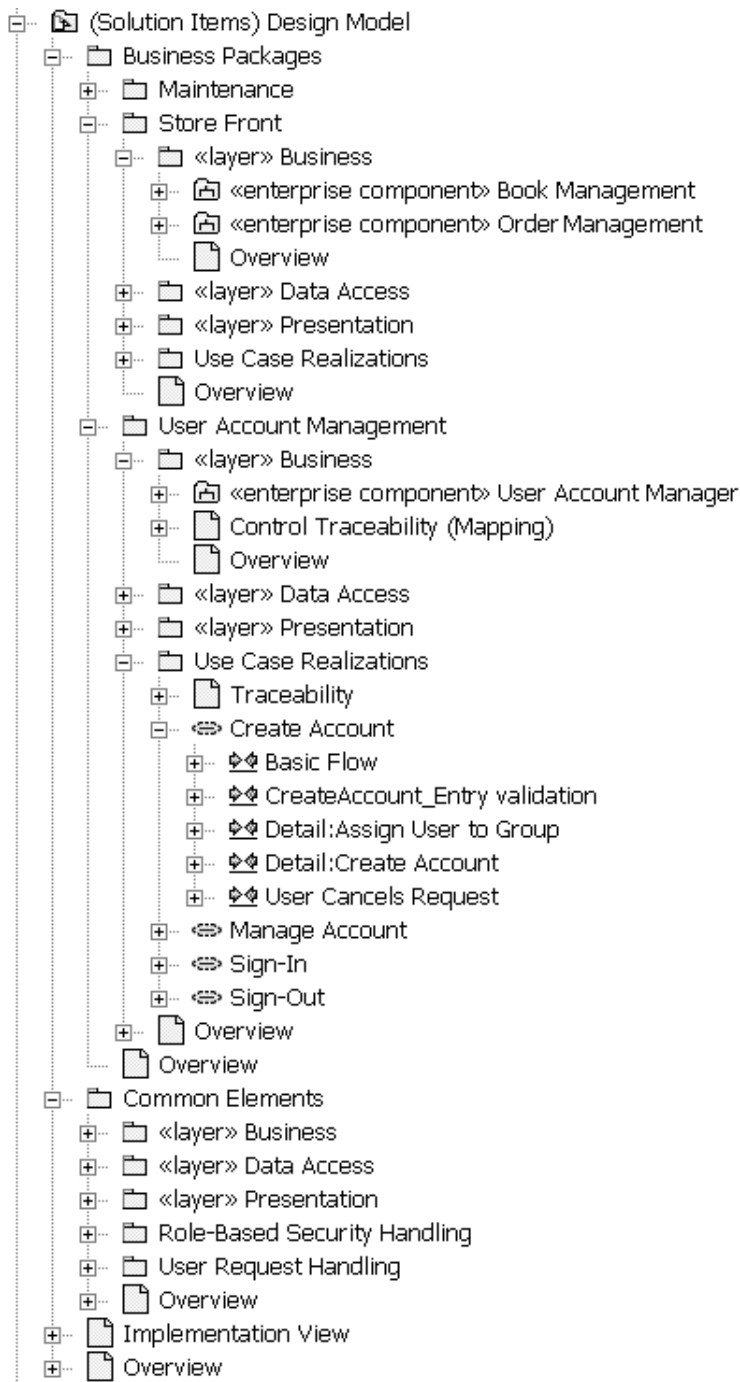 (Solution Items) Design Model
Business Packages
Maintenance
Store Front
«layer» Business
«enterprise component» Book Management
«enterprise component» Order Management
Overview
«layer» Data Access
«layer» Presentation
Use Case Realizations
Overview
User Account Management
«layer» Business
«enterprise component» User Account Manager
Control Traceability (Mapping)
Overview
«layer» Data Access
«layer» Presentation
Use Case Realizations
Traceability
Create Account
Basic Flow
CreateAccount_Entry validation
Detail:Assign User to Group
Detail:Create Account
User Cancels Request
Manage Account
Sign-In
Sign-Out
Overview
Overview
Common Elements
«layer» Business
«layer» Data Access
«layer» Presentation
Role-Based Security Handling
User Request Handling
Overview
Implementation View
Overview